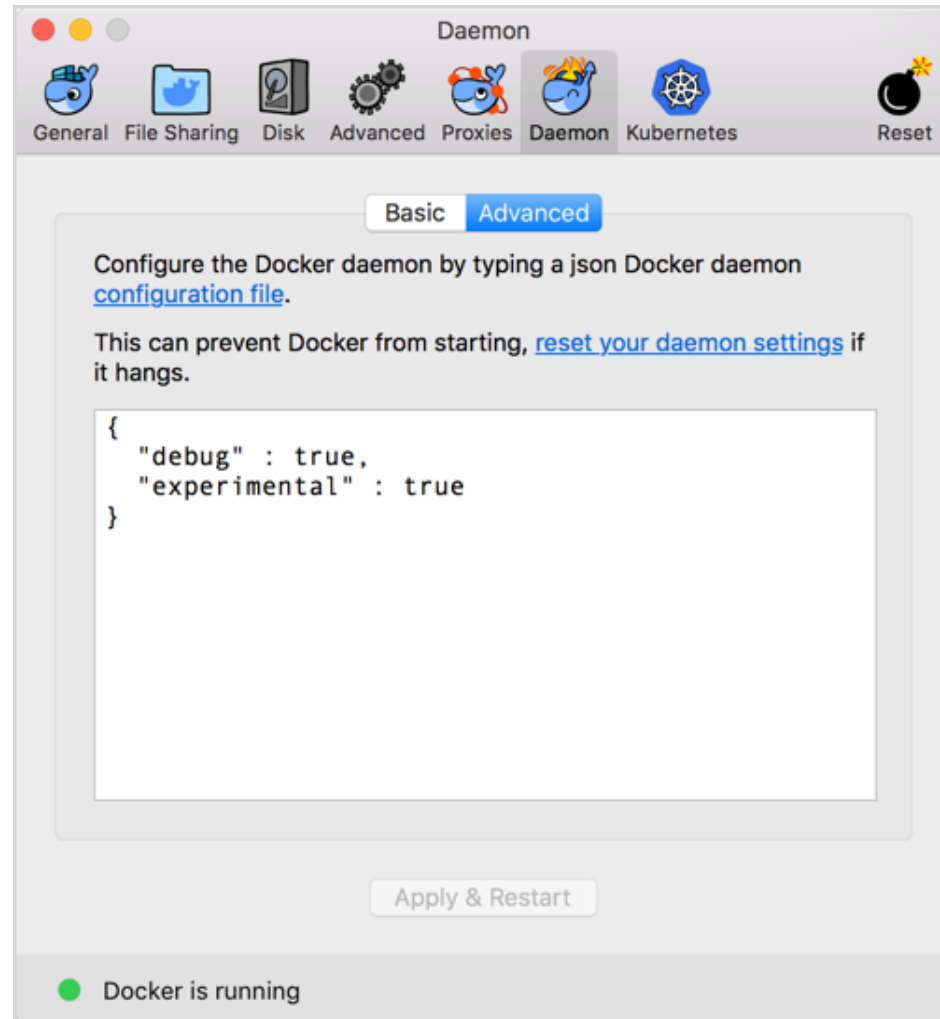 Daemon
General File Sharing Disk Advanced Proxies Daemon Kubernetes Reset
Basic Advanced
Configure the Docker daemon by typing a json Docker daemon
configuration file.
This can prevent Docker from starting, reset your daemon settings if
it hangs.
{
  "debug" : true,
  "experimental" : true
}
Apply & Restart
Docker is running